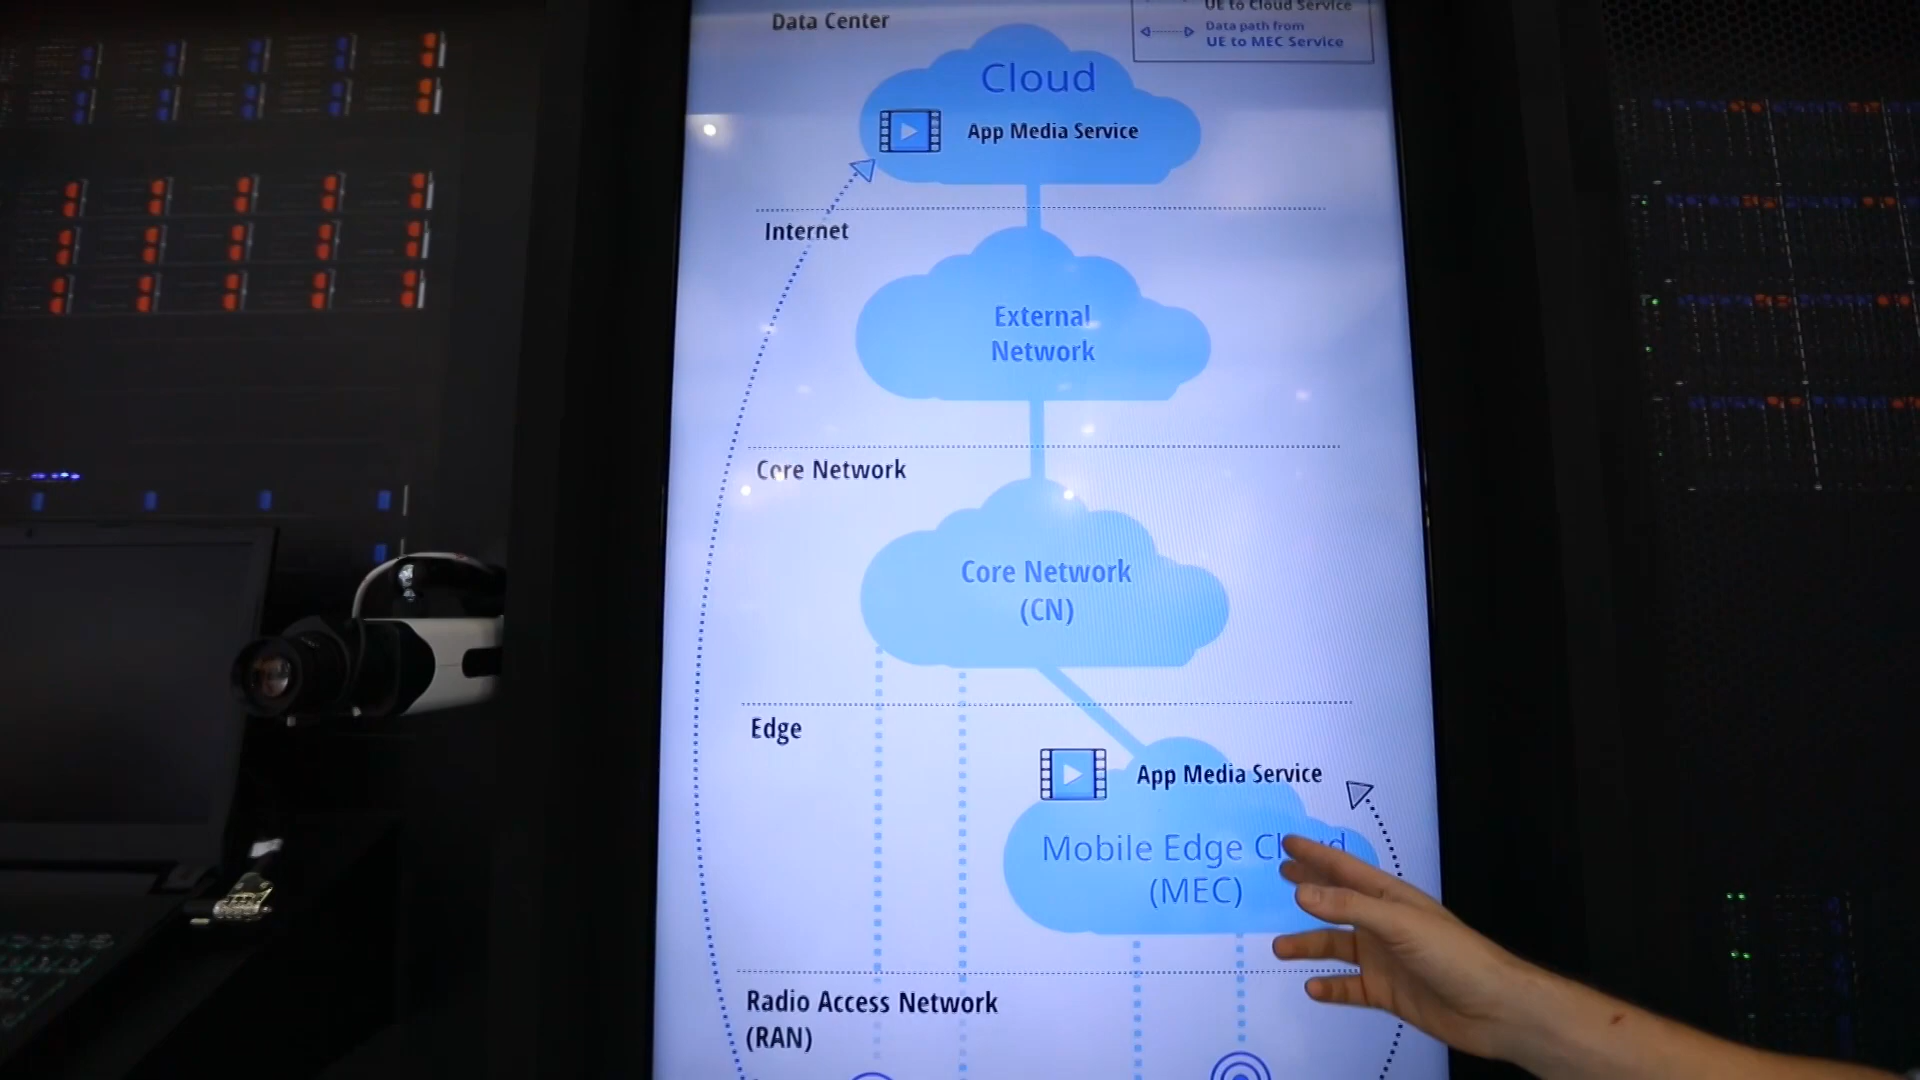 Data Center
UE to Cloud Service
Data path from
UE to MEC Service
Cloud
App Media Service
Internet
External
Network
Core Network
Core Network
(CN)
Edge
App Media Service
Mobile Edge Cloud
(MEC)
Radio Access Network
(RAN)